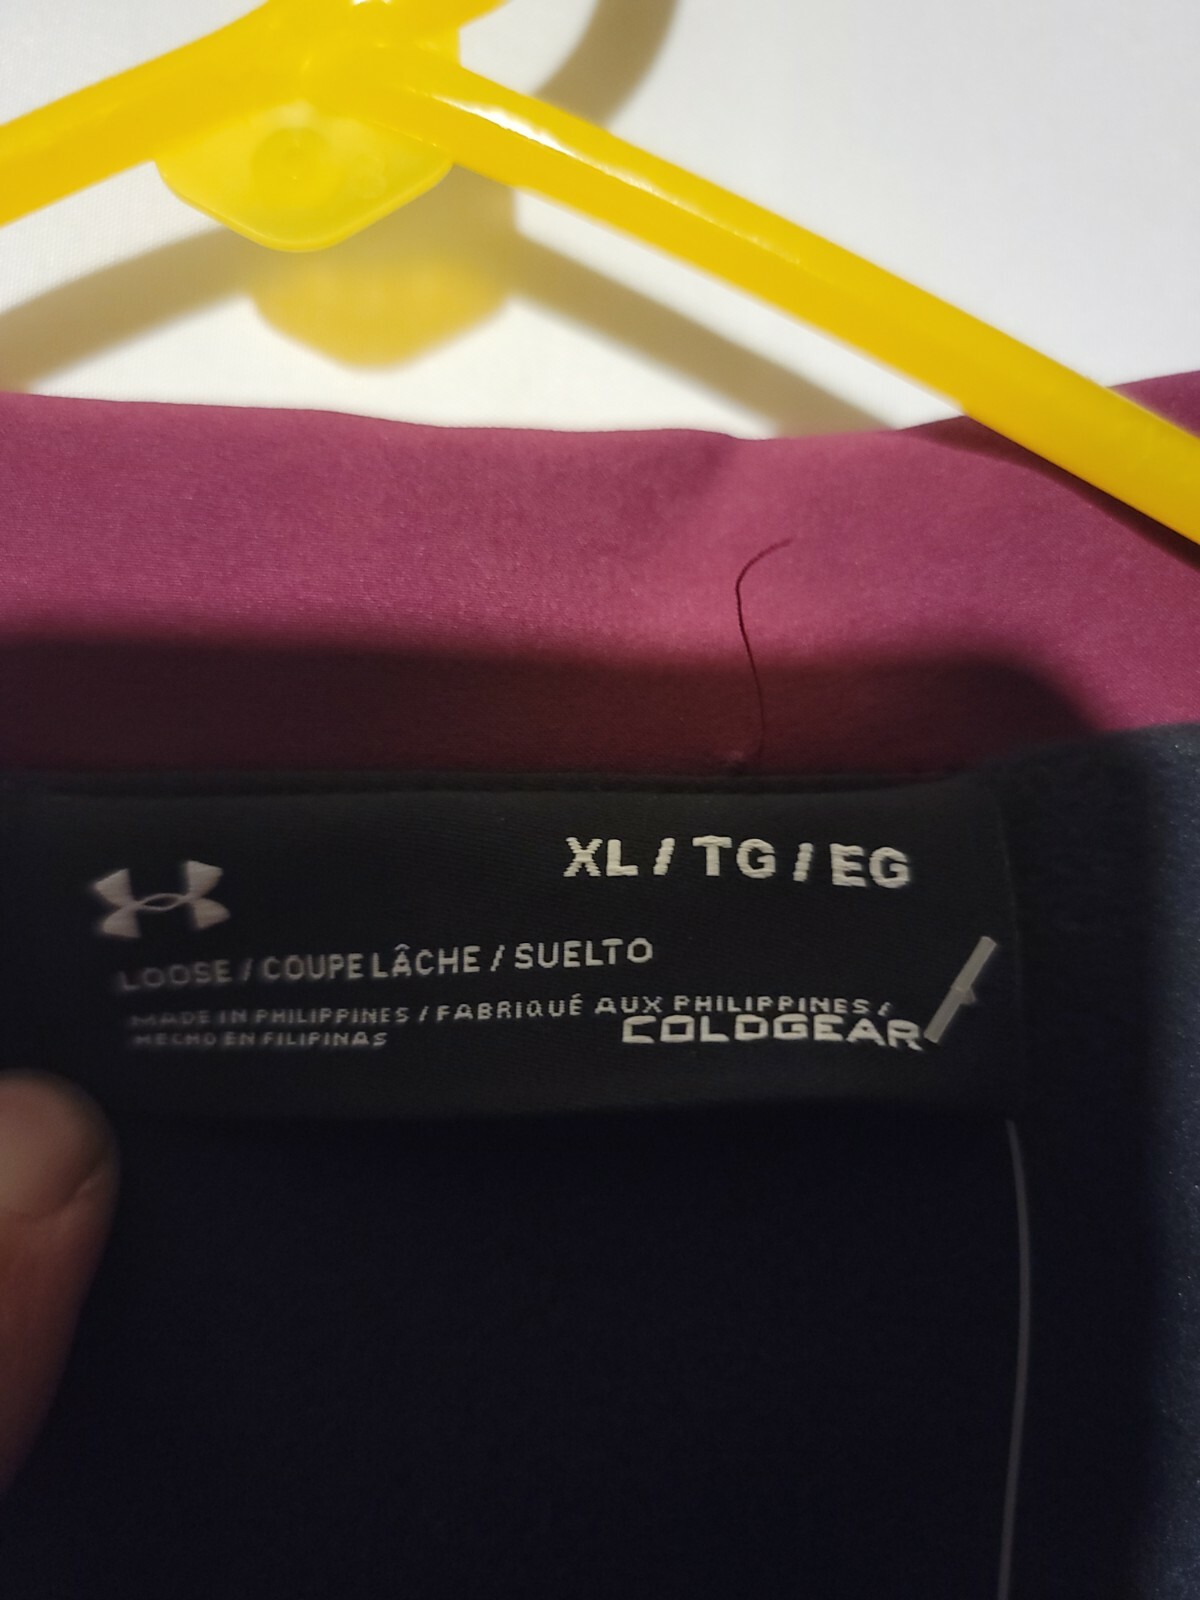 XL / TG / EG
LOOSE / COUPE LÂCHE / SUELTO
MADE IN PHILIPPINES / FABRIQUÉ AUX PHILIPPINES /
HECHO EN FILIPINAS
COLDGEAR